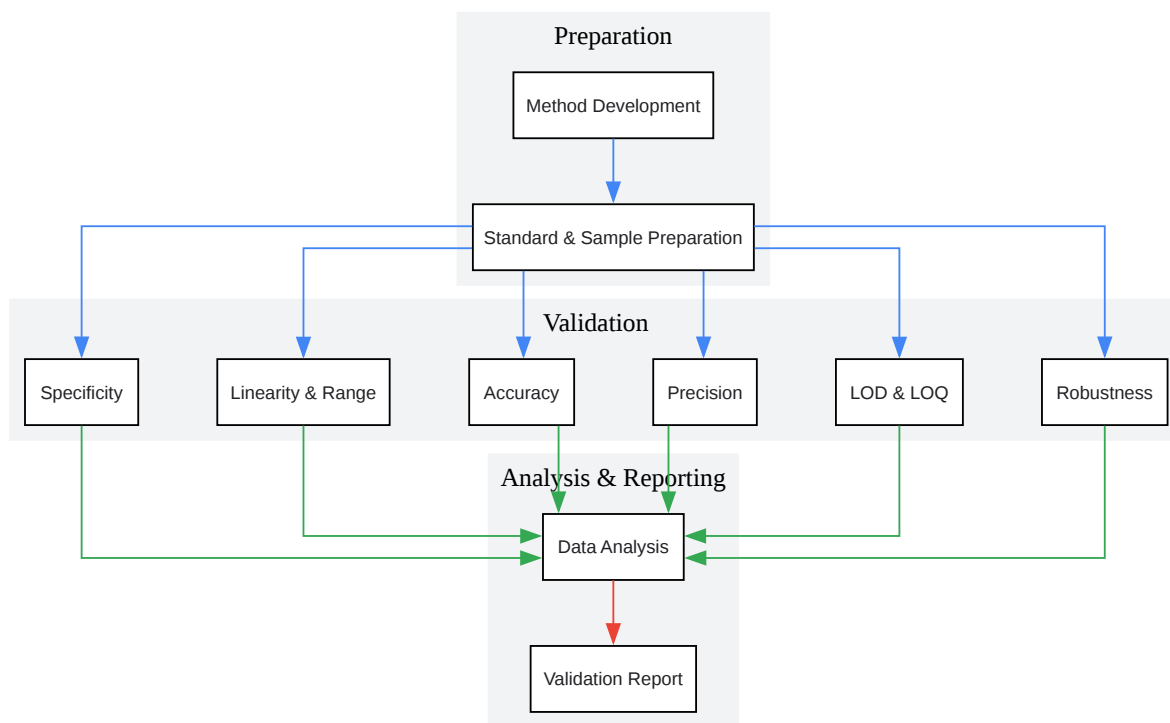 Preparation
Method Development
Standard & Sample Preparation
Validation
Specificity
Linearity & Range
Accuracy
Precision
LOD & LOQ
Robustness
Analysis & Reporting
Data Analysis
Validation Report